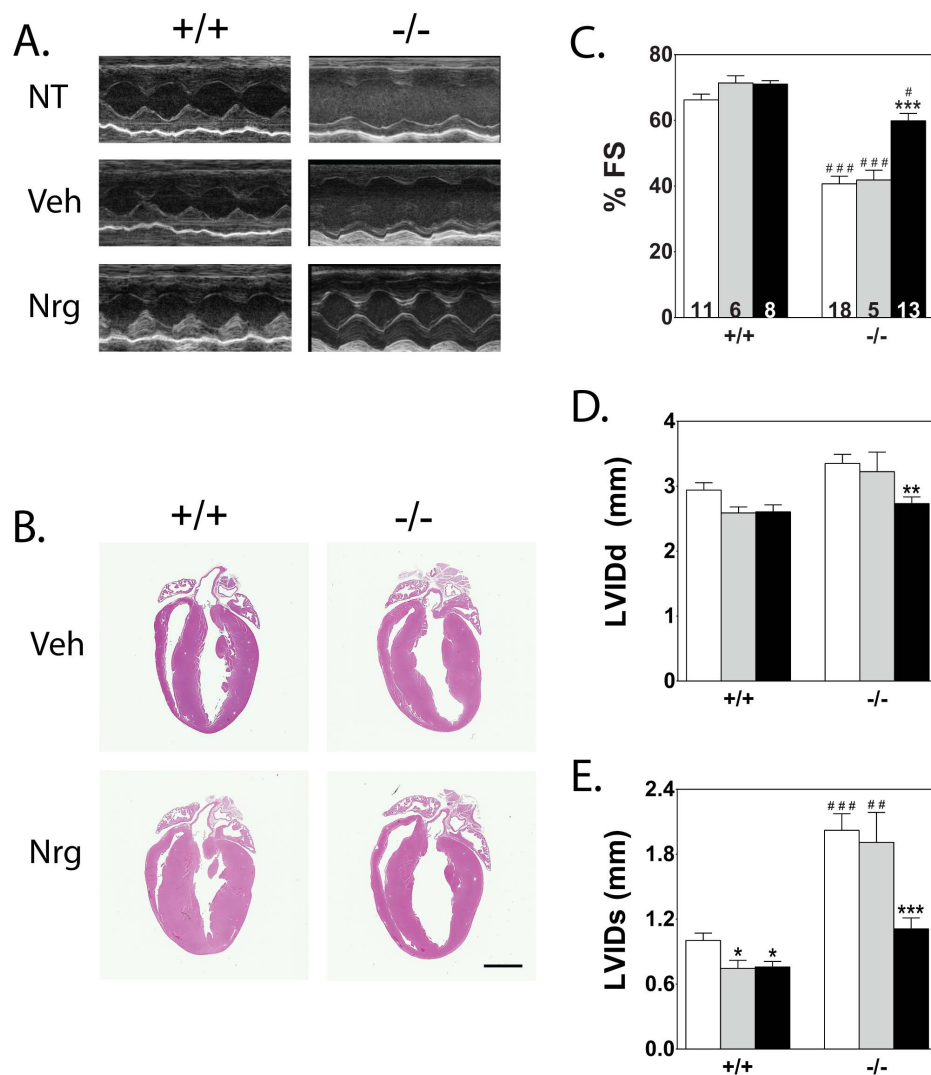 A.
+/+ -/-
NT
Veh
Nrg
B.
+/+ -/-
Veh
Nrg
C.
80
60
40
20
0
% FS
# # #
# # #
#
***
11 6 8 18 5 13
+/+ -/-
D.
4
3
2
1
0
LVIDd (mm)
**
+/+ -/-
E.
2.4
1.8
1.2
0.6
0.0
LVIDs (mm)
* *
# # # # #
***
+/+ -/-